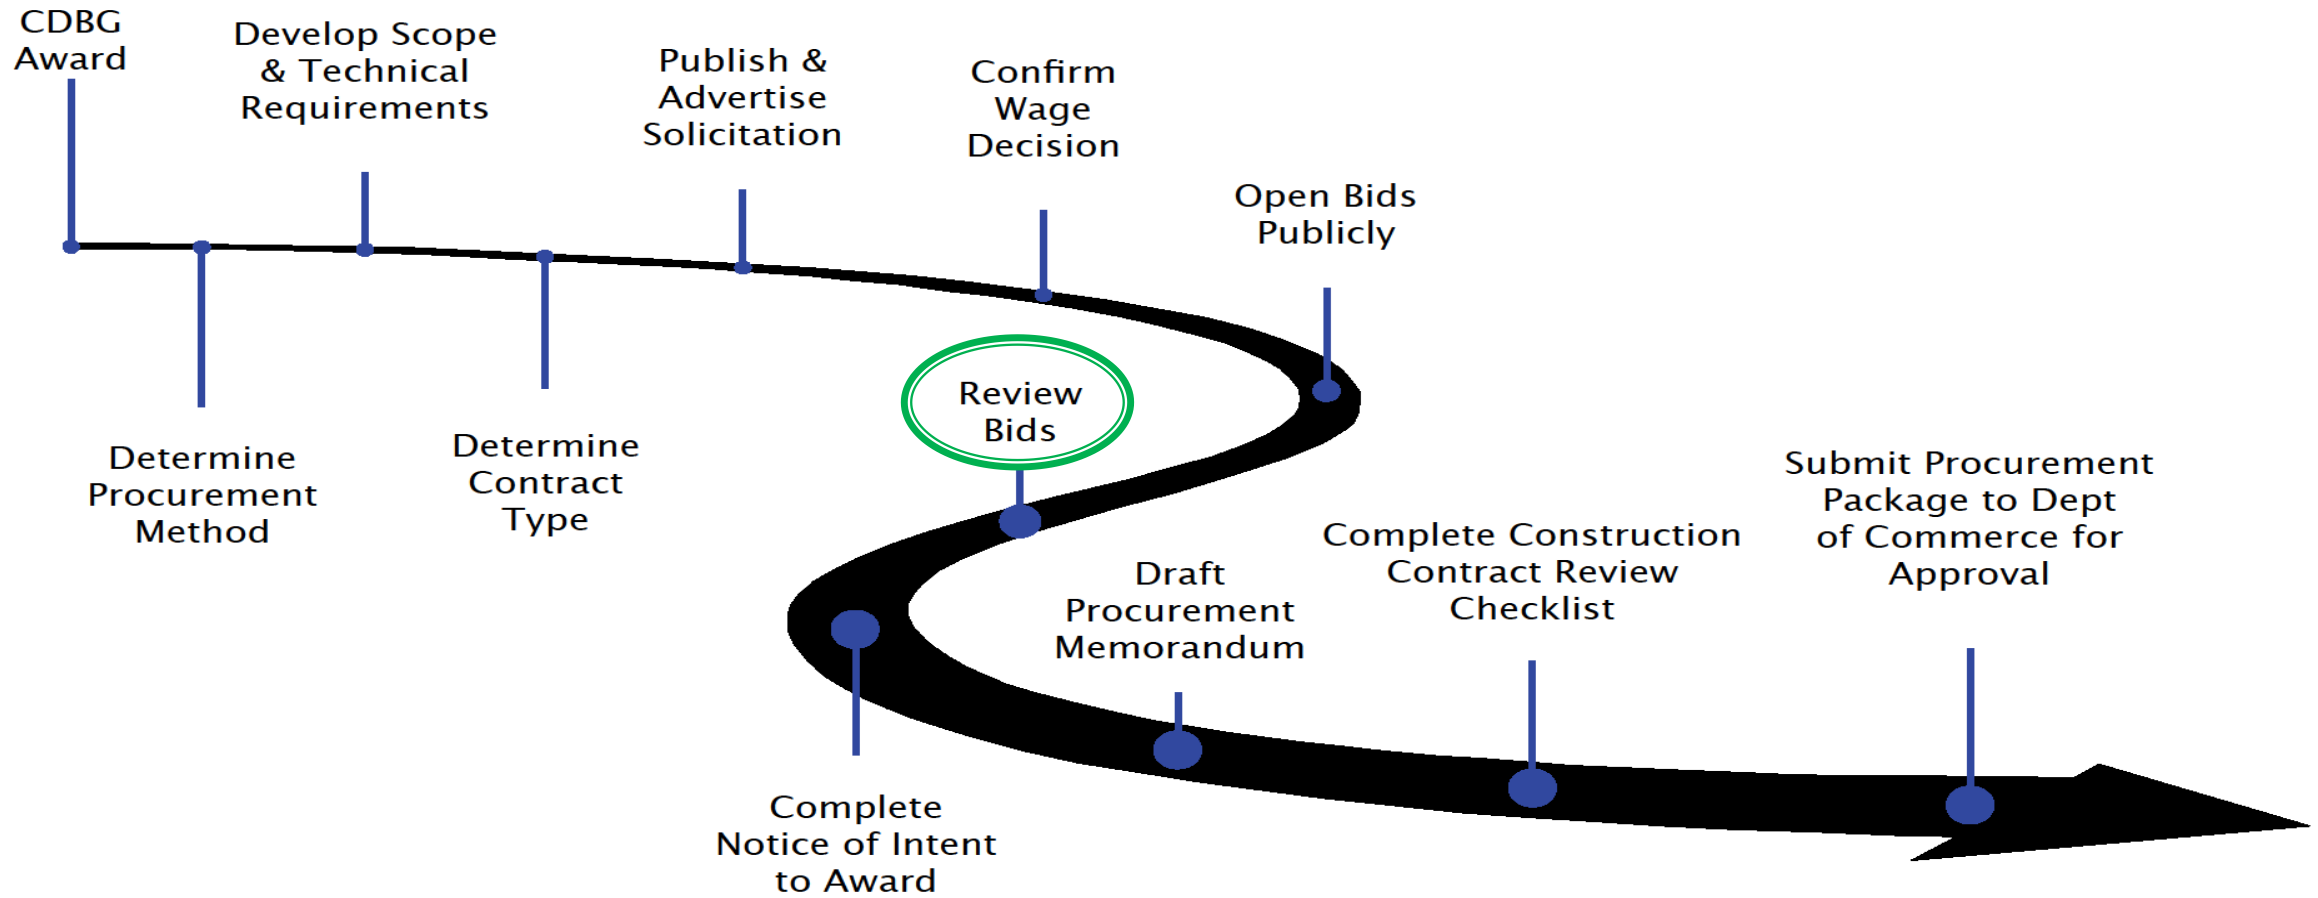 CDBG
Award
Determine
Procurement
Method
Develop Scope
& Technical
Requirements
Determine
Contract
Type
Publish &
Advertise
Solicitation
Confirm
Wage
Decision
Open Bids
Publicly
Review
Bids
Complete
Notice of Intent
to Award
Draft
Procurement
Memorandum
Complete Construction
Contract Review
Checklist
Submit Procurement
Package to Dept
of Commerce for
Approval